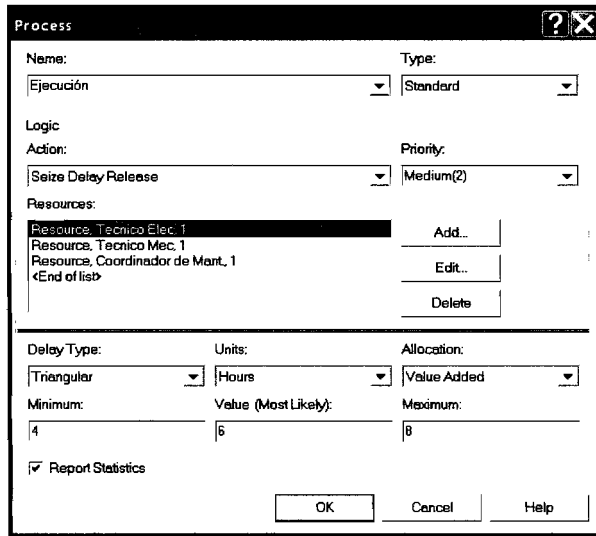 Process
Name: Type:
Ejecución Standard
Logic
Action: Priority:
Seize Delay Release Medium(2)
Resources:
Resource, Tecnico Elec, 1
Resource, Tecnico Mec, 1
Resource, Coordinador de Mant., 1
<End of list>
Add...
Edit...
Delete
Delay Type: Units: Allocation:
Triangular Hours Value Added
Minimum: Value (Most Likely): Maximum:
4 6 8
Report Statistics
OK Cancel Help